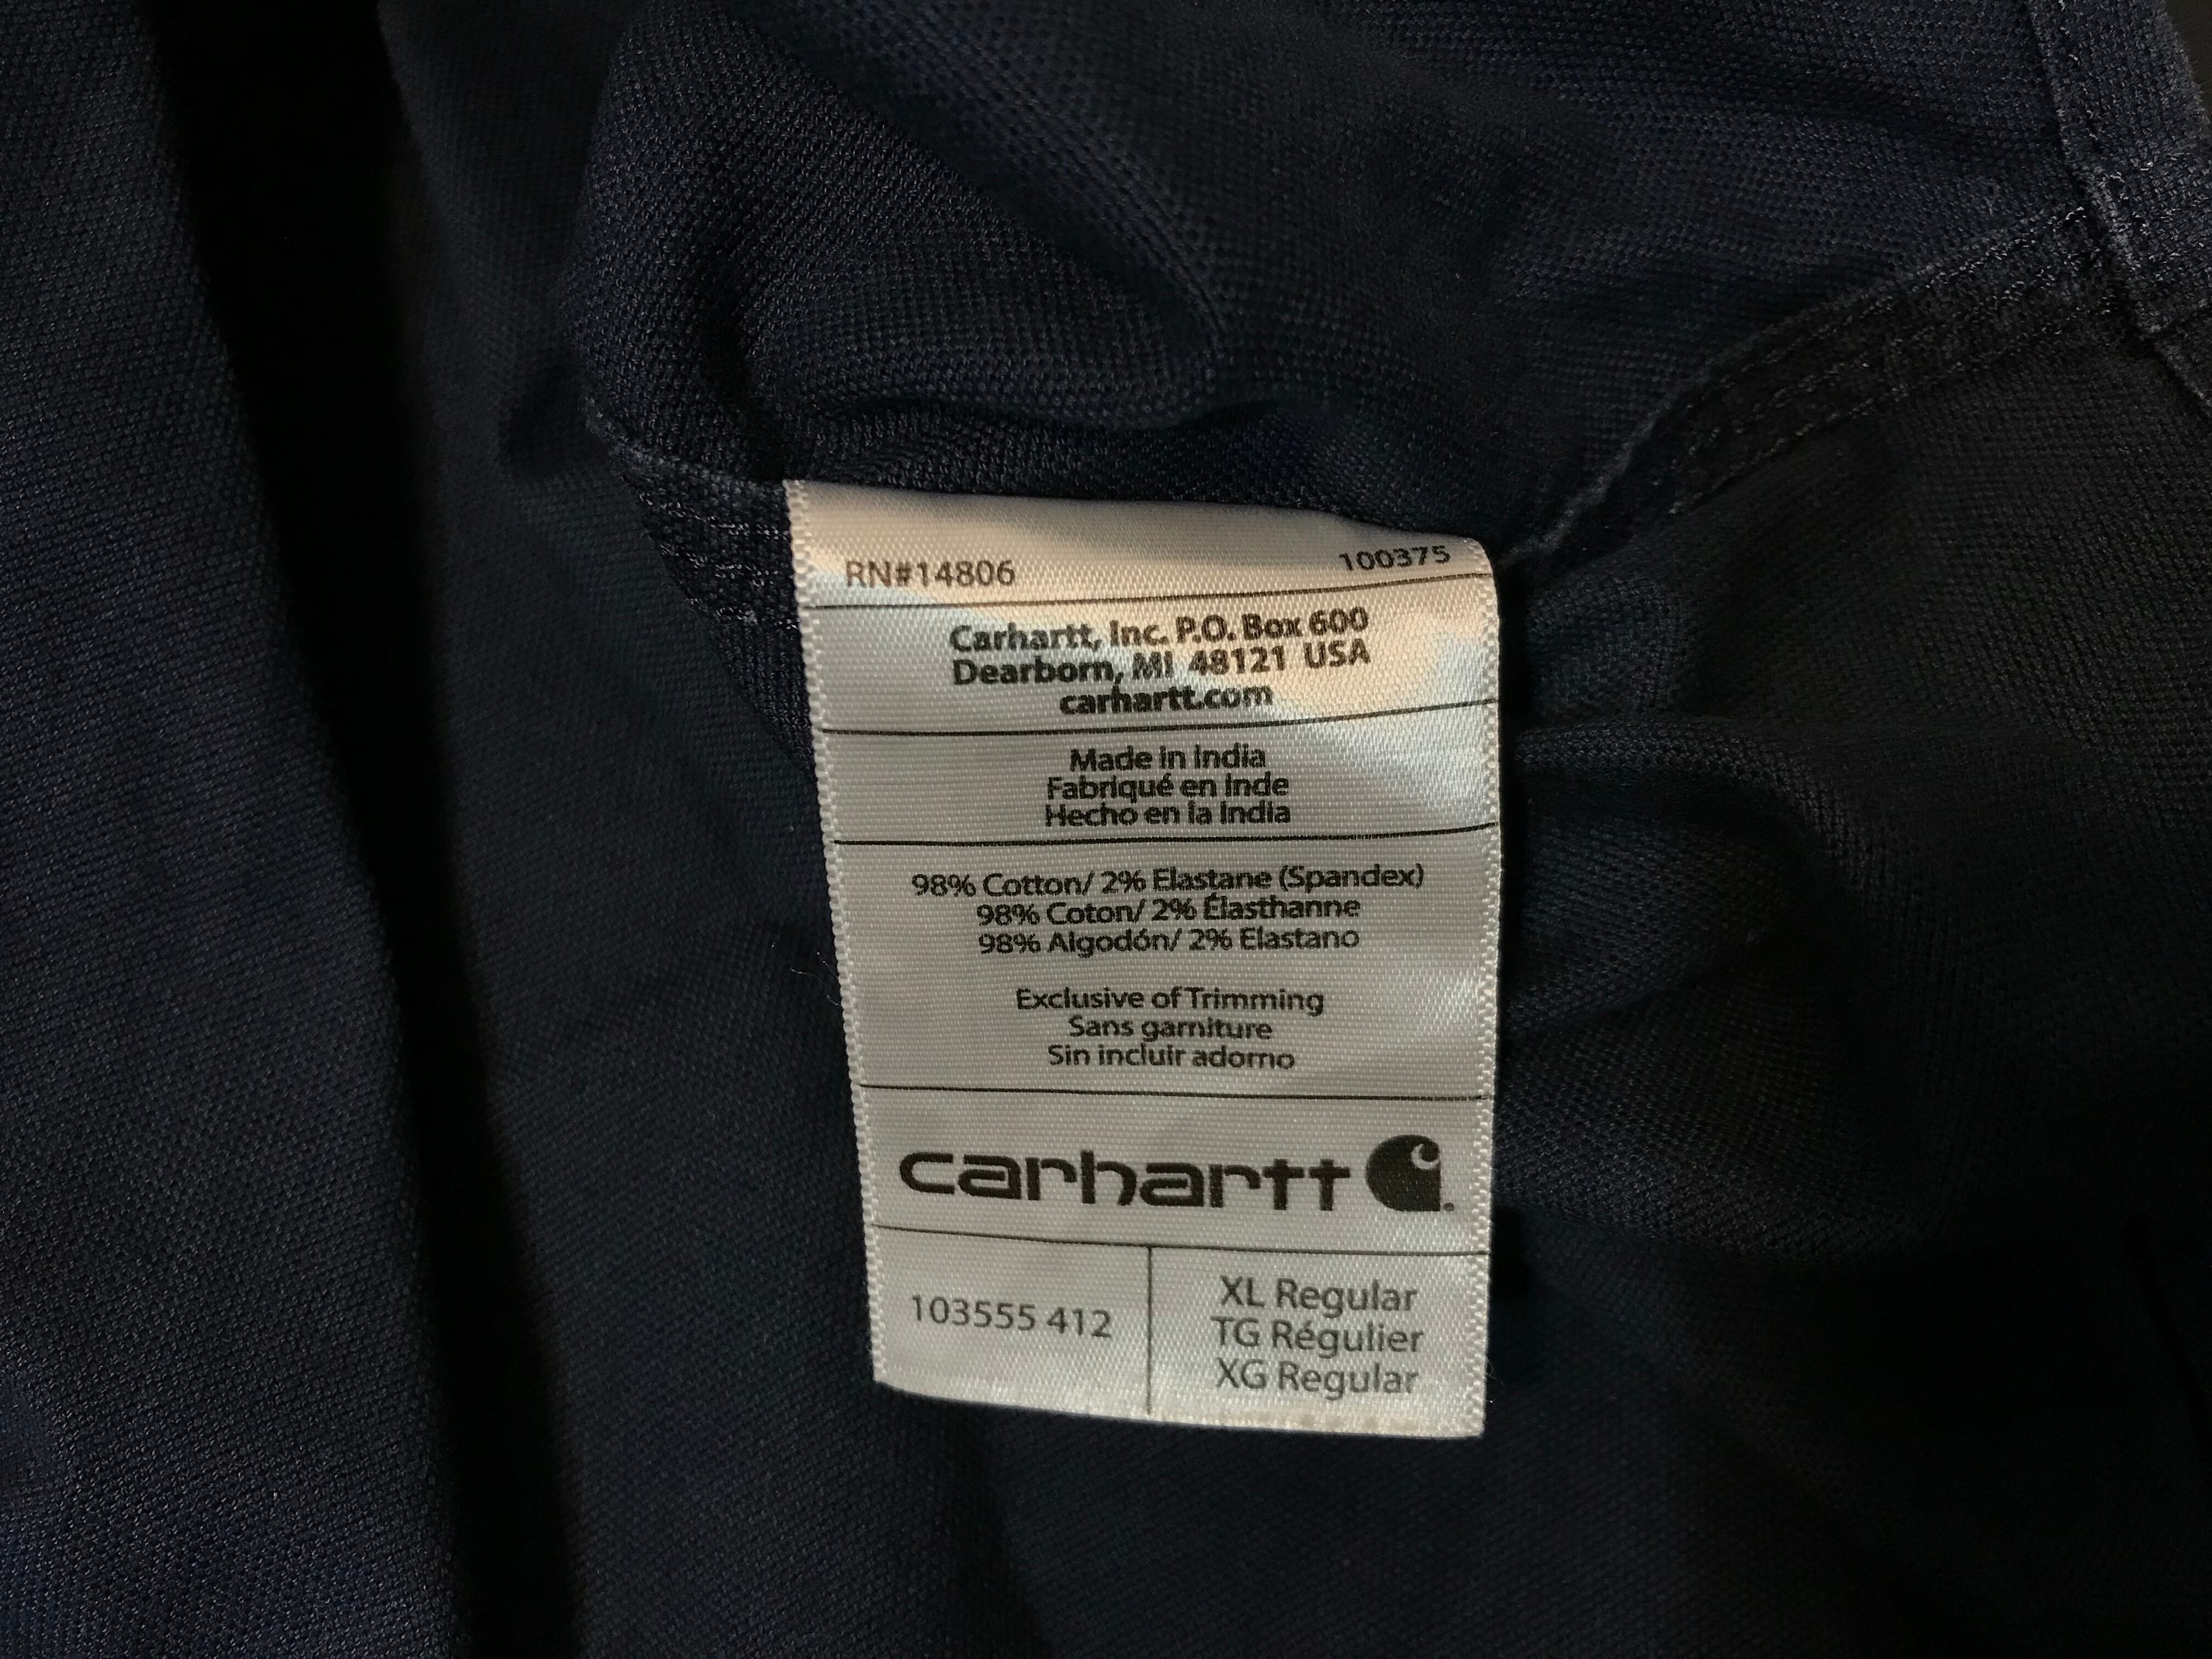 RN#14806 100375
Carhartt, Inc. P.O. Box 600
Dearborn, MI 48121 USA
carhartt.com
Made in India
Fabriqué en Inde
Hecho en la India
98% Cotton/ 2% Elastane (Spandex)
98% Coton/ 2% Élasthanne
98% Algodón/ 2% Elastano
Exclusive of Trimming
Sans garniture
Sin incluir adorno
carhartt
103555 412
XL Regular
TG Régulier
XG Regular